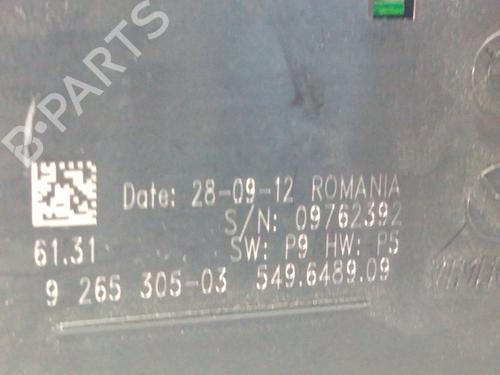 B-PARTS
Date: 28-09-12 ROMANIA
S/N: 09762392
61.31 SW: P9 HW: P5
9 265 305-03 549.6489.09